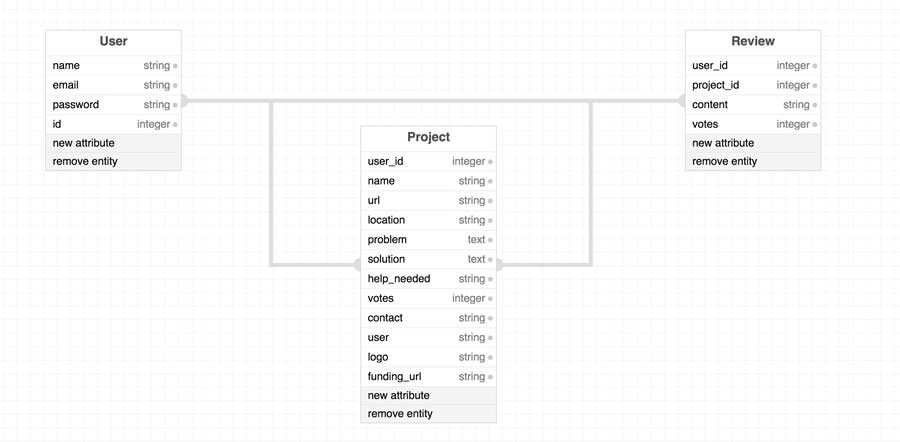 User
name string
email string
password string
id integer
new attribute
remove entity
Project
user_id integer
name string
url string
location string
problem text
solution text
help_needed string
votes integer
contact string
user string
logo string
funding_url string
new attribute
remove entity
Review
user_id integer
project_id integer
content string
votes integer
new attribute
remove entity